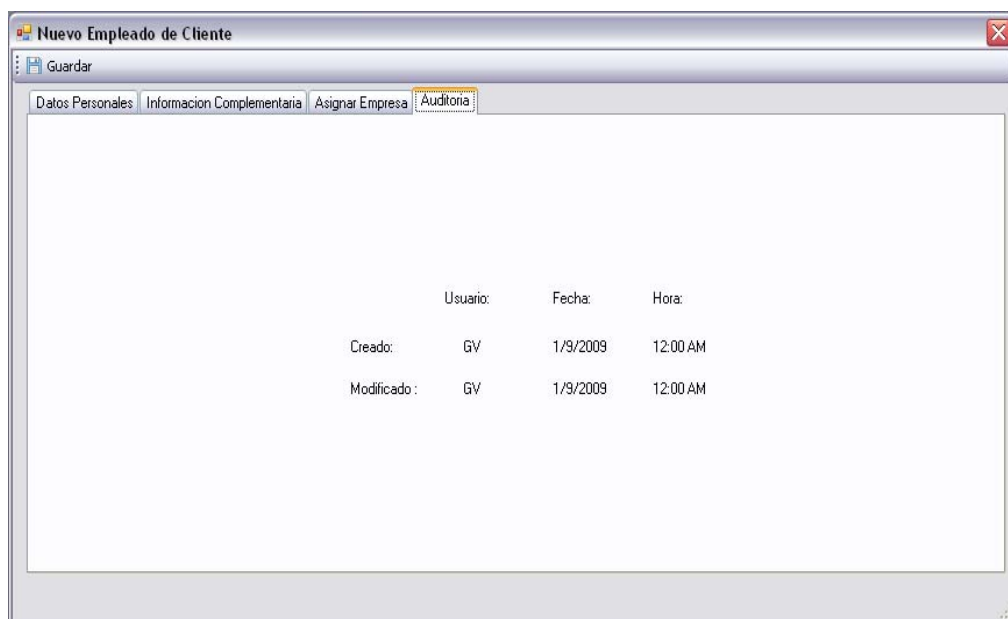 Nuevo Empleado de Cliente
Guardar
Datos Personales Informacion Complementaria Asignar Empresa Auditoria
Usuario: Fecha: Hora:
Creado: GV 1/9/2009 12:00 AM
Modificado : GV 1/9/2009 12:00 AM